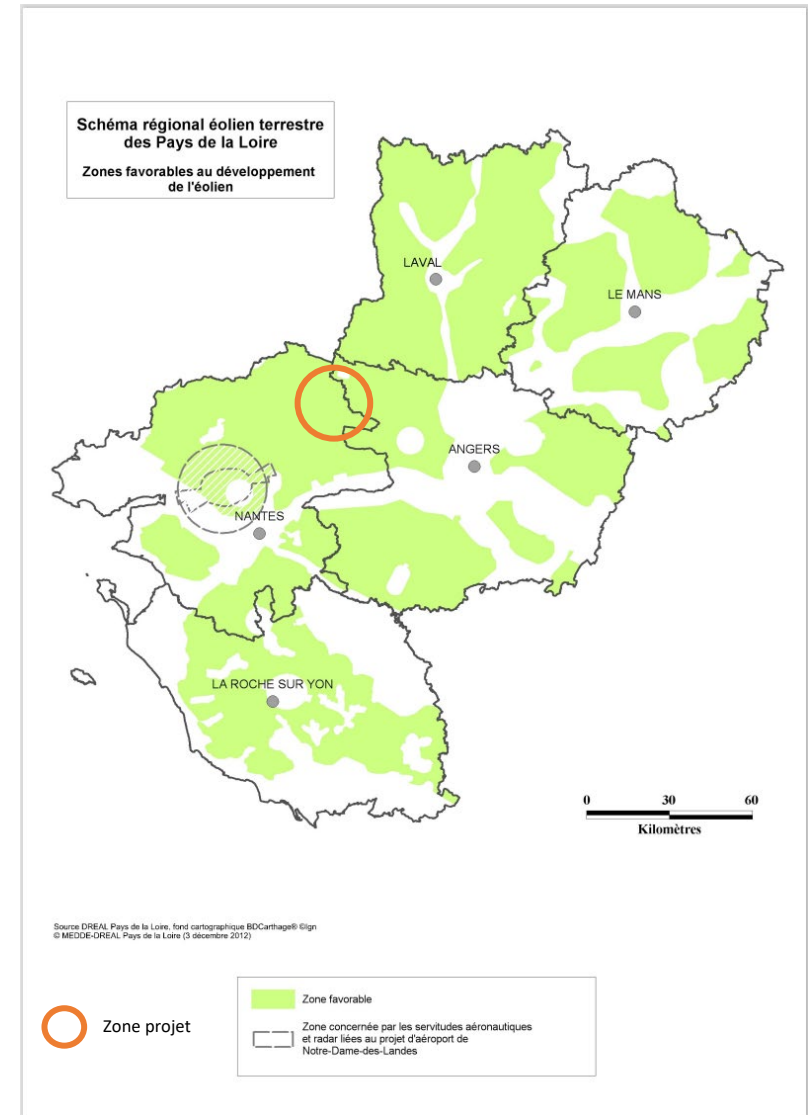 Schéma régional éolien terrestre
des Pays de la Loire
Zones favorables au développement
de l'éolien
LAVAL
LE MANS
ANGERS
NANTES
LA ROCHE SUR YON
0 30 60
Kilomètres
Source DREAL Pays de la Loire, fond cartographique BDCarthage® ©Ign
© MEDDE-DREAL Pays de la Loire (3 décembre 2012)
Zone projet
Zone favorable
Zone concernée par les servitudes aéronautiques
et radar liées au projet d'aéroport de
Notre-Dame-des-Landes